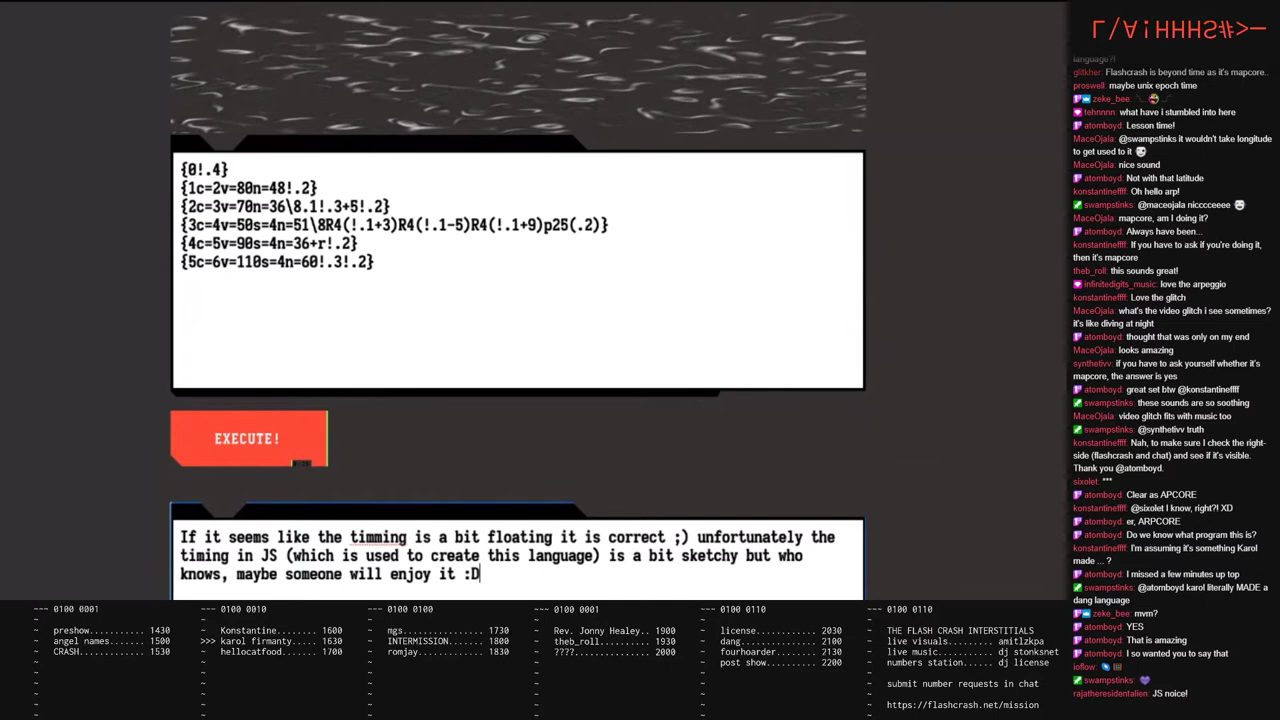 {0!.4}
{1c=2v=80n=48!.2}
{2c=3v=70n=36\8.1!.3+5!.2}
{3c=4v=50s=4n=51\8R4(!.1+3)R4(!.1-5)R4(!.1+9)p25(.2)}
{4c=5v=90s=4n=36+r!.2}
{5c=6v=110s=4n=60!.3!.2}
EXECUTE!
If it seems like the timming is a bit floating it is correct ;) unfortunately the
timing in JS (which is used to create this language) is a bit sketchy but who
knows, maybe someone will enjoy it :D
language?!
glitkher: Flashcrash is beyond time as it's mapcore..
proswell: maybe unix epoch time
zeke_bee:
tehnnnn: what have i stumbled into here
atomboyd: Lesson time!
MaceOjala: @swampstinks it wouldn't take longitude
to get used to it
MaceOjala: nice sound
atomboyd: Not with that latitude
konstantineffff: Oh hello arp!
swampstinks: @maceojala nicccceeee
MaceOjala: mapcore, am I doing it?
atomboyd: Always have been...
konstantineffff: If you have to ask if you're doing it,
then it's mapcore
theb_roll: this sounds great!
infinitedigits_music: love the arpeggio
konstantineffff: Love the glitch
MaceOjala: what's the video glitch i see sometimes?
it's like diving at night
atomboyd: thought that was only on my end
MaceOjala: looks amazing
synthetivv: if you have to ask yourself whether it's
mapcore, the answer is yes
atomboyd: great set btw @konstantineffff
swampstinks: these sounds are so soothing
MaceOjala: video glitch fits with music too
swampstinks: @synthetivv truth
konstantineffff: Nah, to make sure I check the right-
side (flashcrash and chat) and see if it's visible.
Thank you @atomboyd.
sixolet: ***
atomboyd: Clear as APCORE
konstantineffff: @sixolet I know, right?! XD
atomboyd: er, ARPCORE
atomboyd: Do we know what program this is?
konstantineffff: I'm assuming it's something Karol
made ... ?
atomboyd: I missed a few minutes up top
swampstinks: @atomboyd karol literally MADE a
dang language
zeke_bee: mvm?
atomboyd: YES
atomboyd: That is amazing
atomboyd: I so wanted you to say that
ioflow:
swampstinks:
rajatheresidentalien: JS noice!
--- 0100 0001
preshow.......... 1430
angel names...... 1500
CRASH............ 1530
--- 0100 0010
Konstantine...... 1600
>>> karol firmanty... 1630
hellocatfood..... 1700
--- 0100 0100
mgs.............. 1730
INTERMISSION..... 1800
romjay........... 1830
~-- 0100 0001
Rev. Jonny Healey.. 1900
theb_roll........ 1930
????............. 2000
--- 0100 0110
license.......... 2030
dang............. 2100
fourhoarder...... 2130
post show........ 2200
--- 0100 0110
THE FLASH CRASH INTERSTITIALS
live visuals..... amitlzkpa
live music....... dj stonksnet
numbers station.. dj license
submit number requests in chat
https://flashcrash.net/mission